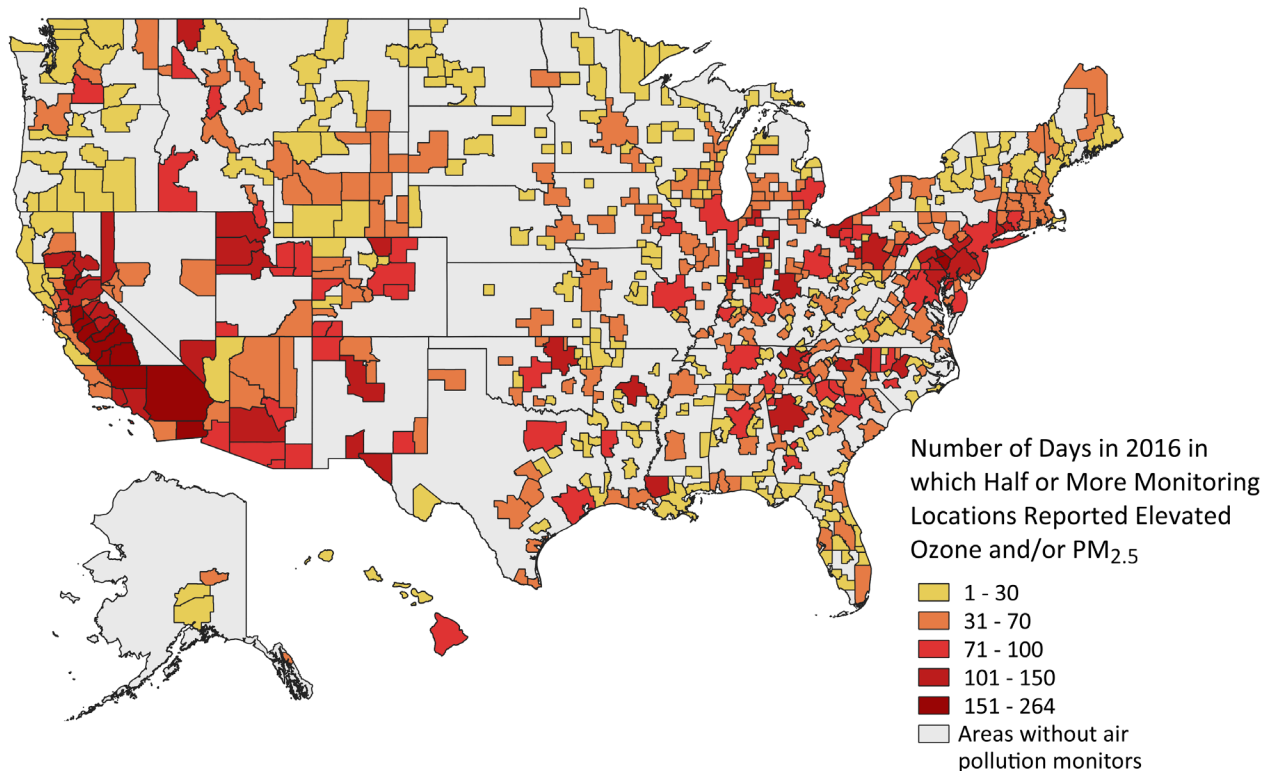 Number of Days in 2016 in
which Half or More Monitoring
Locations Reported Elevated
Ozone and/or PM2.5
1 - 30
31 - 70
71 - 100
101 - 150
151 - 264
Areas without air
pollution monitors